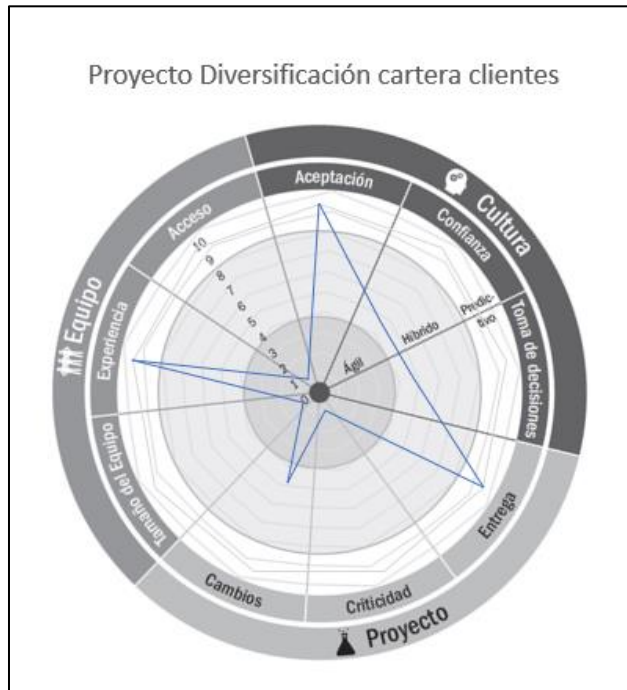 Proyecto Diversificación cartera clientes
Cultura
Aceptación
Confianza
Toma de decisiones
Equipo
Acceso
Experiencia
Tamaño del Equipo
Proyecto
Cambios
Criticidad
Entrega
10
9
8
7
6
5
4
3
2
1
0
Ágil
Híbrido
Predic-
tivo